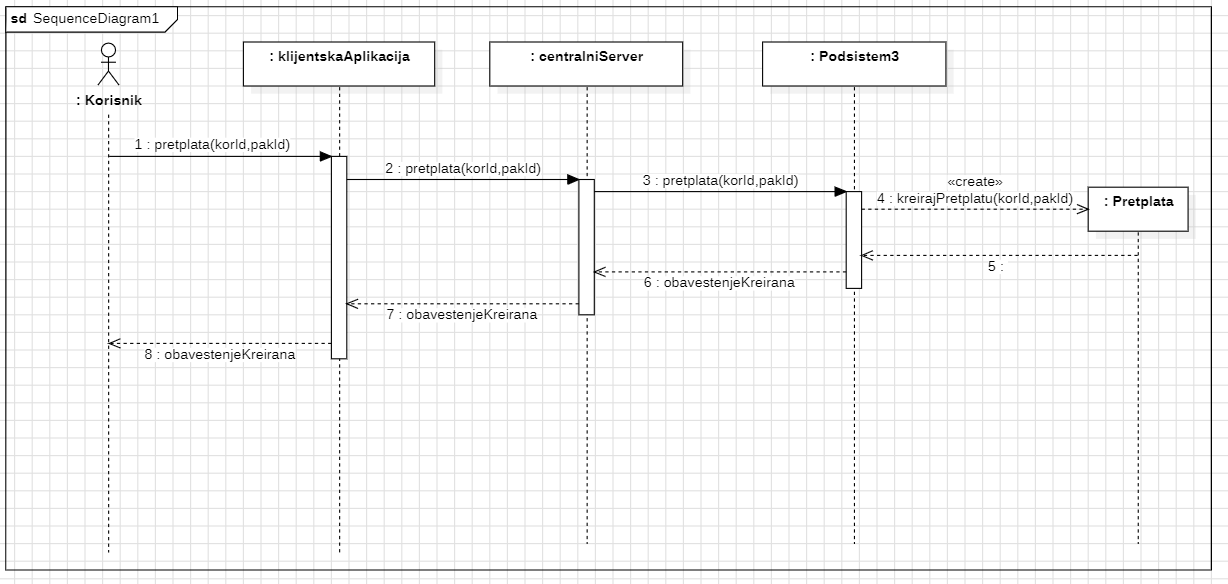 sd SequenceDiagram1
: Korisnik
: klijentskaAplikacija
: centralniServer
: Podsistem3
1 : pretplata(korId,pakId)
2 : pretplata(korId,pakId)
3 : pretplata(korId,pakId)
«create»
4 : kreirajPretplatu(korId,pakId)
: Pretplata
5 :
6 : obavestenjeKreirana
7 : obavestenjeKreirana
8 : obavestenjeKreirana